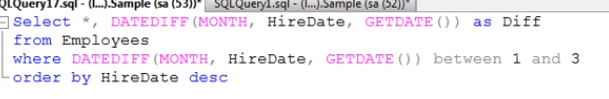 SQLQuery17.sql - (l...).Sample (sa (53))* SQLQuery1.sql - (l...).Sample (sa (52))*
Select *, DATEDIFF(MONTH, HireDate, GETDATE()) as Diff
from Employees
where DATEDIFF(MONTH, HireDate, GETDATE()) between 1 and 3
order by HireDate desc